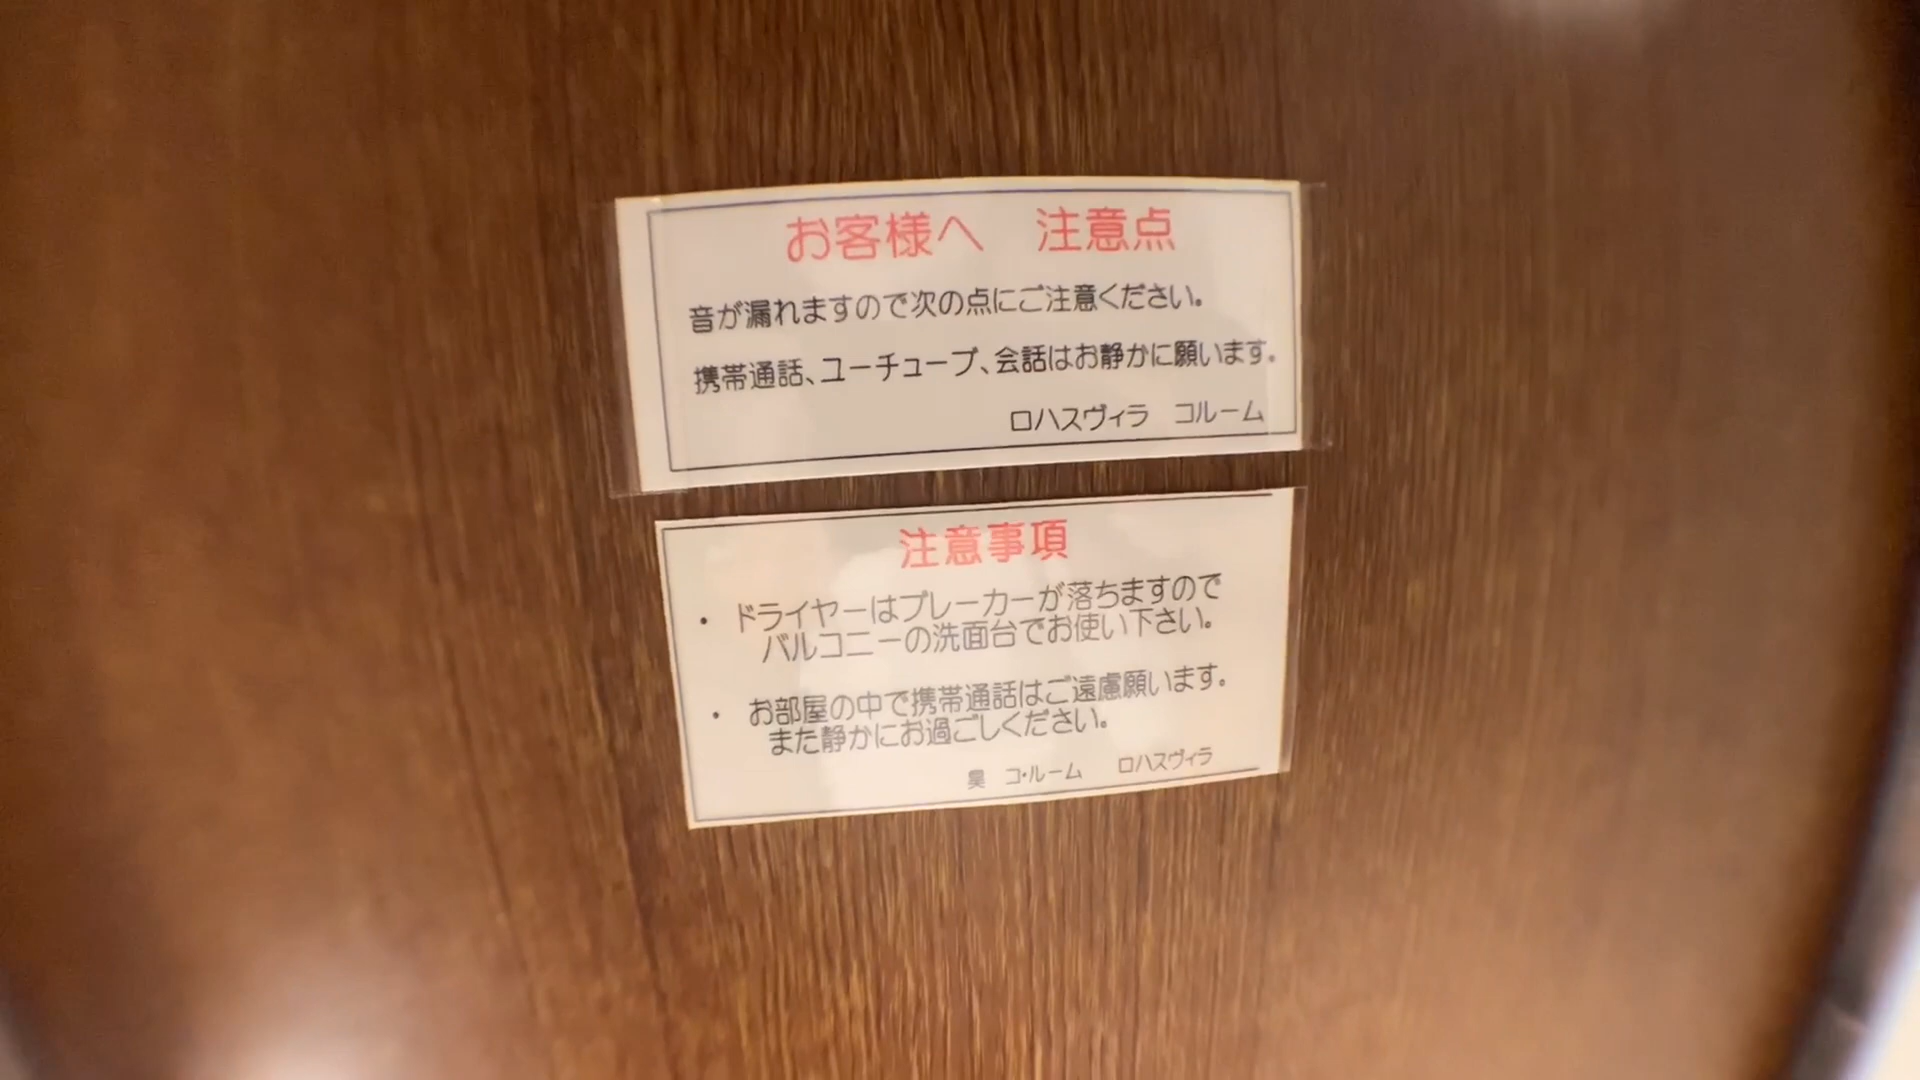 お客様へ 注意点
音が漏れますので次の点にご注意ください。
携帯通話、ユーチューブ、会話はお静かに願います。
ロハスヴィラ コルーム
注意事項
・ ドライヤーはブレーカーが落ちますので
バルコニーの洗面台でお使い下さい。
・ お部屋の中で携帯通話はご遠慮願います。
また静かにお過ごしください。
コ・ルーム ロハスヴィラ